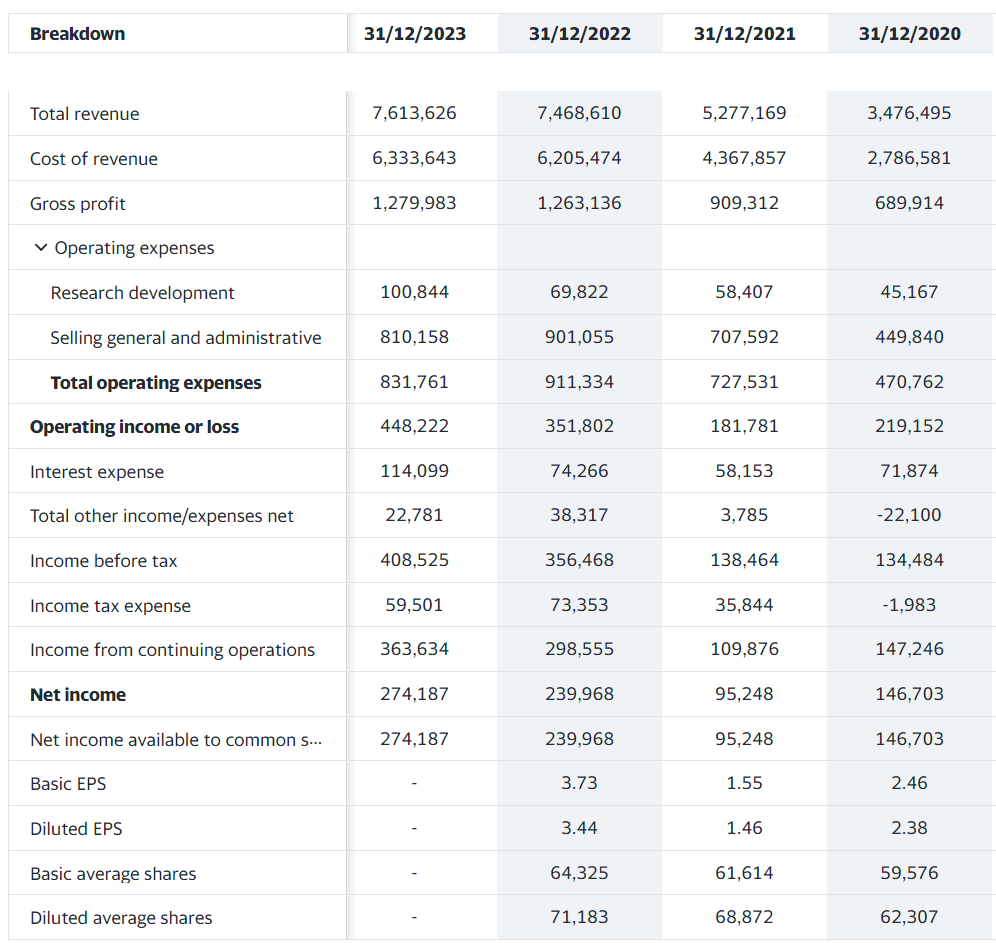 Breakdown 31/12/2023 31/12/2022 31/12/2021 31/12/2020
Total revenue 7,613,626 7,468,610 5,277,169 3,476,495
Cost of revenue 6,333,643 6,205,474 4,367,857 2,786,581
Gross profit 1,279,983 1,263,136 909,312 689,914
Operating expenses
Research development 100,844 69,822 58,407 45,167
Selling general and administrative 810,158 901,055 707,592 449,840
Total operating expenses 831,761 911,334 727,531 470,762
Operating income or loss 448,222 351,802 181,781 219,152
Interest expense 114,099 74,266 58,153 71,874
Total other income/expenses net 22,781 38,317 3,785 -22,100
Income before tax 408,525 356,468 138,464 134,484
Income tax expense 59,501 73,353 35,844 -1,983
Income from continuing operations 363,634 298,555 109,876 147,246
Net income 274,187 239,968 95,248 146,703
Net income available to common s... 274,187 239,968 95,248 146,703
Basic EPS - 3.73 1.55 2.46
Diluted EPS - 3.44 1.46 2.38
Basic average shares - 64,325 61,614 59,576
Diluted average shares - 71,183 68,872 62,307